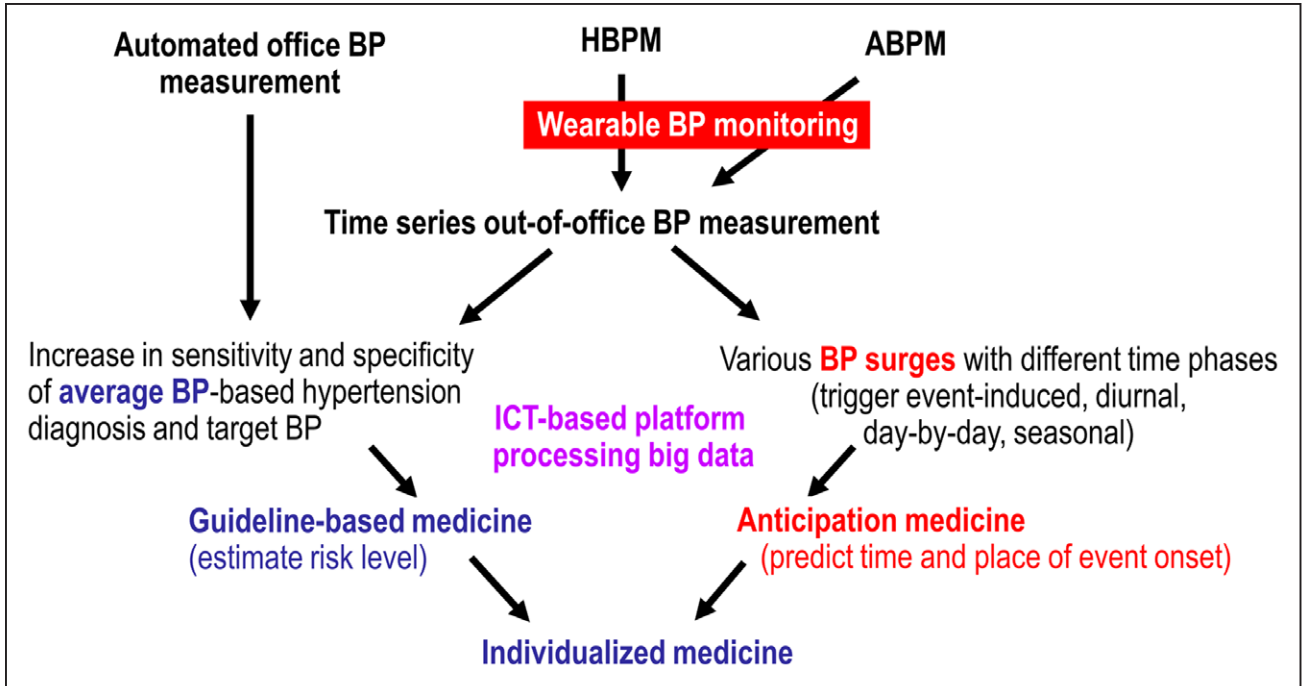 Automated office BP
measurement
HBPM
ABPM
Wearable BP monitoring
Time series out-of-office BP measurement
Increase in sensitivity and specificity
of average BP-based hypertension
diagnosis and target BP
Various BP surges with different time phases
(trigger event-induced, diurnal,
day-by-day, seasonal)
ICT-based platform
processing big data
Guideline-based medicine
(estimate risk level)
Anticipation medicine
(predict time and place of event onset)
Individualized medicine